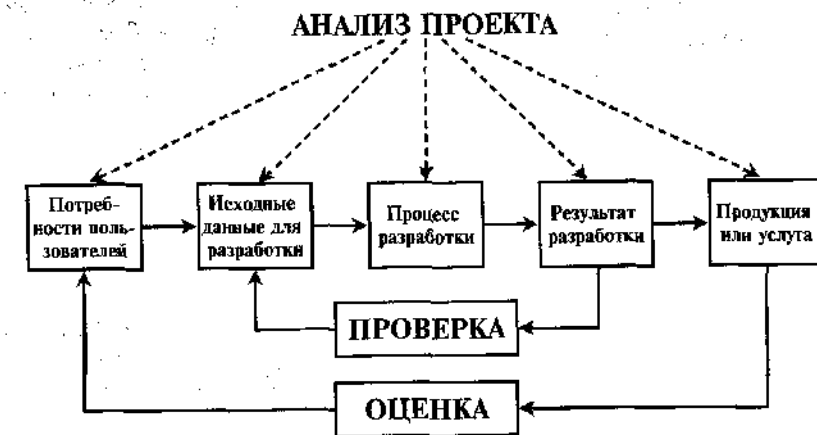 АНАЛИЗ ПРОЕКТА
Потреб-
ности поль-
зователей
Исходные
данные для
разработки
Процесс
разработки
Результат
разработки
Продукция
или услуга
ПРОВЕРКА
ОЦЕНКА